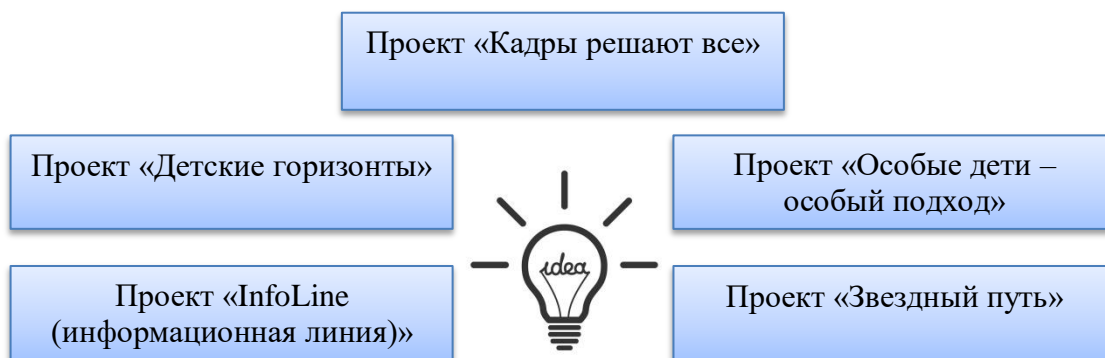 Проект «Кадры решают все»
Проект «Детские горизонты»
Проект «Особые дети –
особый подход»
idea
Проект «InfoLine
(информационная линия)»
Проект «Звездный путь»